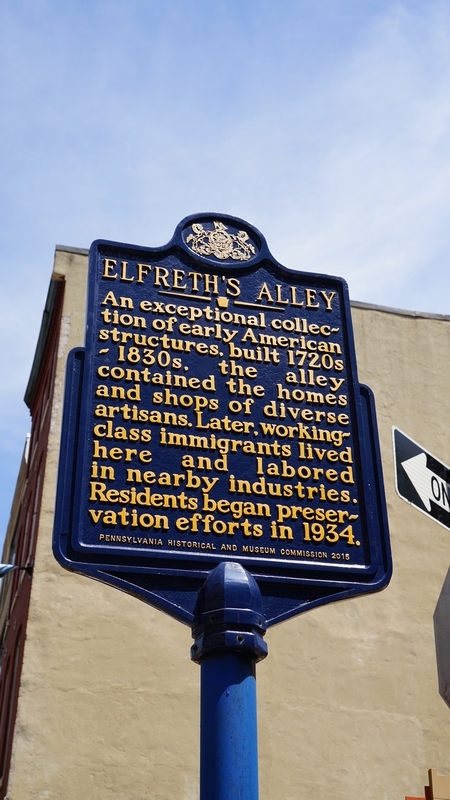 ELFRETH'S ALLEY
An exceptional collec-
tion of early American
structures, built 1720s
- 1830s, the alley
contained the homes
and shops of diverse
artisans. Later, working-
class immigrants lived
here and labored
in nearby industries.
Residents began preser-
vation efforts in 1934.
PENNSYLVANIA HISTORICAL AND MUSEUM COMMISSION 2015
ON